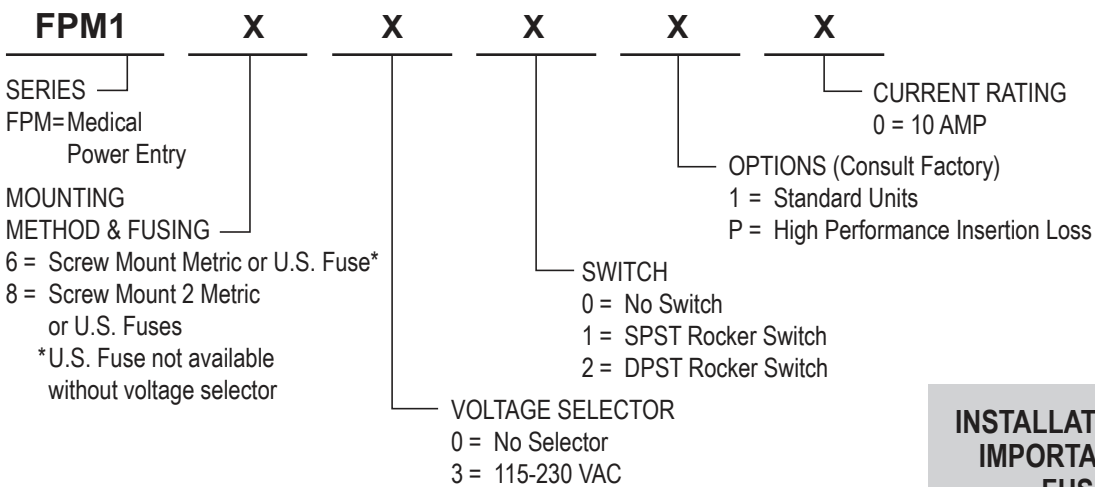 FPM1 X X X X X
SERIES
FPM=Medical
Power Entry
MOUNTING
METHOD & FUSING
6 = Screw Mount Metric or U.S. Fuse*
8 = Screw Mount 2 Metric
or U.S. Fuses
*U.S. Fuse not available
without voltage selector
VOLTAGE SELECTOR
0 = No Selector
3 = 115-230 VAC
SWITCH
0 = No Switch
1 = SPST Rocker Switch
2 = DPST Rocker Switch
OPTIONS (Consult Factory)
1 = Standard Units
P = High Performance Insertion Loss
CURRENT RATING
0 = 10 AMP